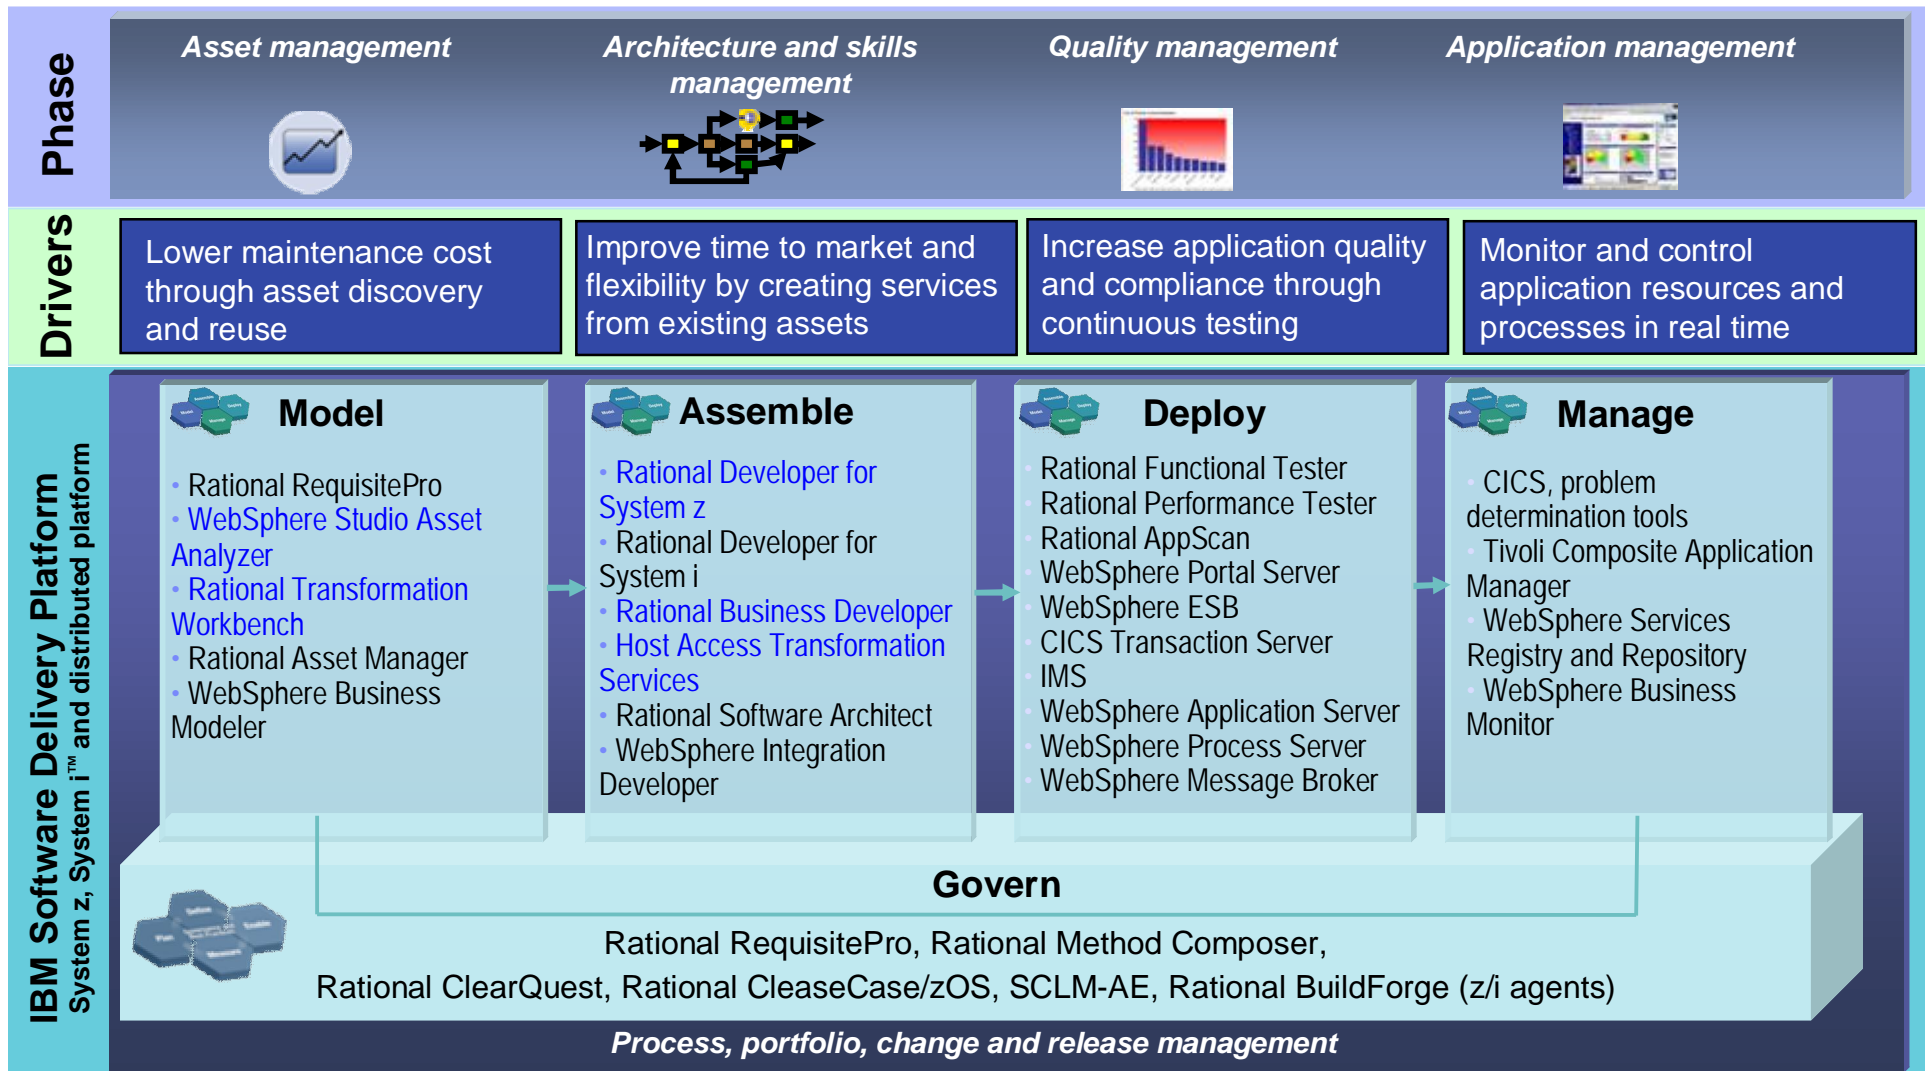 Phase
Asset management
Architecture and skills
management
Quality management
Application management
Drivers
Lower maintenance cost
through asset discovery
and reuse
Improve time to market and
flexibility by creating services
from existing assets
Increase application quality
and compliance through
continuous testing
Monitor and control
application resources and
processes in real time
IBM Software Delivery Platform
System z, System i™ and distributed platform
Model
• Rational RequisitePro
• WebSphere Studio Asset
Analyzer
• Rational Transformation
Workbench
• Rational Asset Manager
• WebSphere Business
Modeler
Assemble
• Rational Developer for
System z
• Rational Developer for
System i
• Rational Business Developer
• Host Access Transformation
Services
• Rational Software Architect
• WebSphere Integration
Developer
Deploy
• Rational Functional Tester
• Rational Performance Tester
• Rational AppScan
• WebSphere Portal Server
• WebSphere ESB
• CICS Transaction Server
• IMS
• WebSphere Application Server
• WebSphere Process Server
• WebSphere Message Broker
Manage
• CICS, problem
determination tools
• Tivoli Composite Application
Manager
• WebSphere Services
Registry and Repository
• WebSphere Business
Monitor
Govern
Rational RequisitePro, Rational Method Composer,
Rational ClearQuest, Rational CleaseCase/zOS, SCLM-AE, Rational BuildForge (z/i agents)
Process, portfolio, change and release management